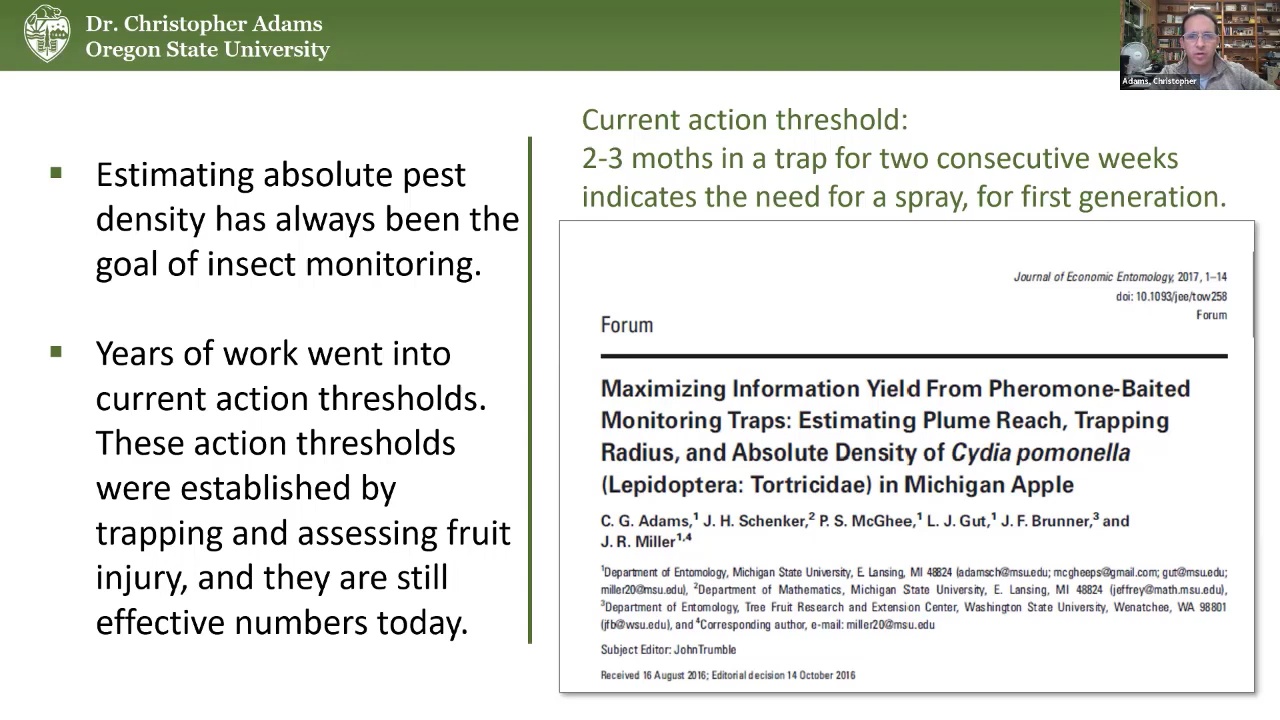 Dr. Christopher Adams
Oregon State University
Adams, Christopher
▪ Estimating absolute pest
density has always been the
goal of insect monitoring.
▪ Years of work went into
current action thresholds.
These action thresholds
were established by
trapping and assessing fruit
injury, and they are still
effective numbers today.
Current action threshold:
2-3 moths in a trap for two consecutive weeks
indicates the need for a spray, for first generation.
Journal of Economic Entomology, 2017, 1–14
doi: 10.1093/jee/tow258
Forum
Forum
Maximizing Information Yield From Pheromone-Baited
Monitoring Traps: Estimating Plume Reach, Trapping
Radius, and Absolute Density of Cydia pomonella
(Lepidoptera: Tortricidae) in Michigan Apple
C. G. Adams,¹ J. H. Schenker,² P. S. McGhee,¹ L. J. Gut,¹ J. F. Brunner,³ and
J. R. Miller¹,⁴
¹Department of Entomology, Michigan State University, E. Lansing, MI 48824 (adamsch@msu.edu; mcgheeps@gmail.com; gut@msu.edu;
miller20@msu.edu), ²Department of Mathematics, Michigan State University, E. Lansing, MI 48824 (jeffrey@math.msu.edu),
³Department of Entomology, Tree Fruit Research and Extension Center, Washington State University, Wenatchee, WA 98801
(jfb@wsu.edu), and ⁴Corresponding author, e-mail: miller20@msu.edu
Subject Editor: JohnTrumble
Received 16 August 2016; Editorial decision 14 October 2016